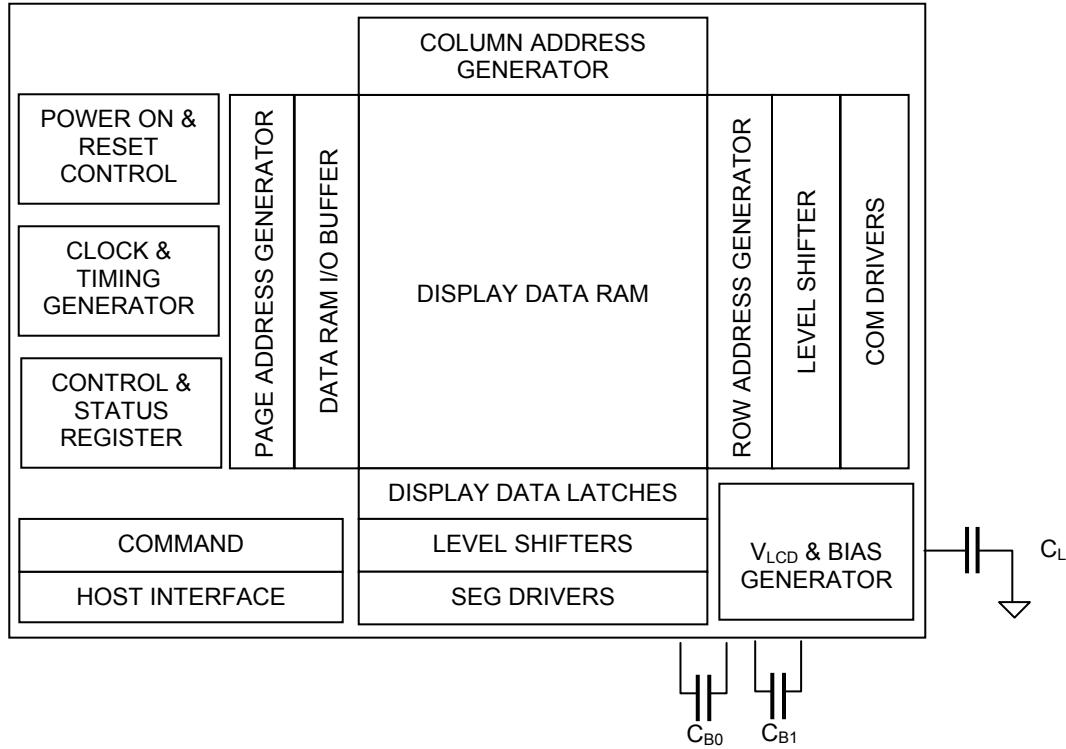 COLUMN ADDRESS
GENERATOR
POWER ON &
RESET
CONTROL
CLOCK &
TIMING
GENERATOR
CONTROL &
STATUS
REGISTER
PAGE ADDRESS GENERATOR
DATA RAM I/O BUFFER
DISPLAY DATA RAM
ROW ADDRESS GENERATOR
LEVEL SHIFTER
COM DRIVERS
DISPLAY DATA LATCHES
COMMAND
LEVEL SHIFTERS
HOST INTERFACE
SEG DRIVERS
VLCD & BIAS
GENERATOR
CL
CB0
CB1